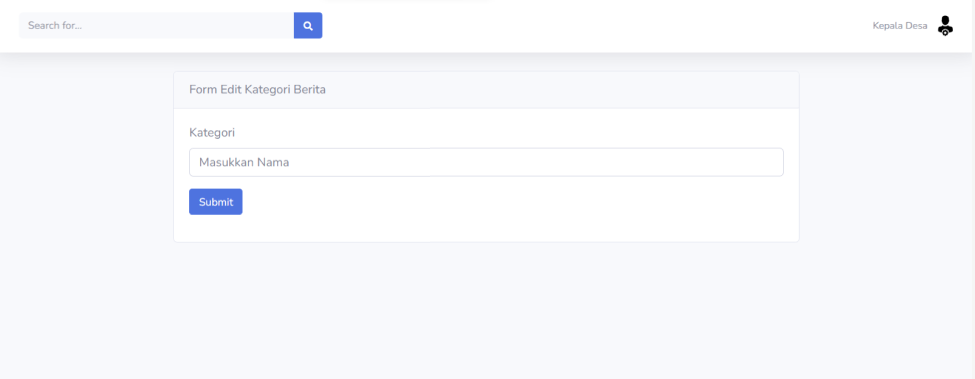 Search for...
Kepala Desa
Form Edit Kategori Berita
Kategori
Masukkan Nama
Submit